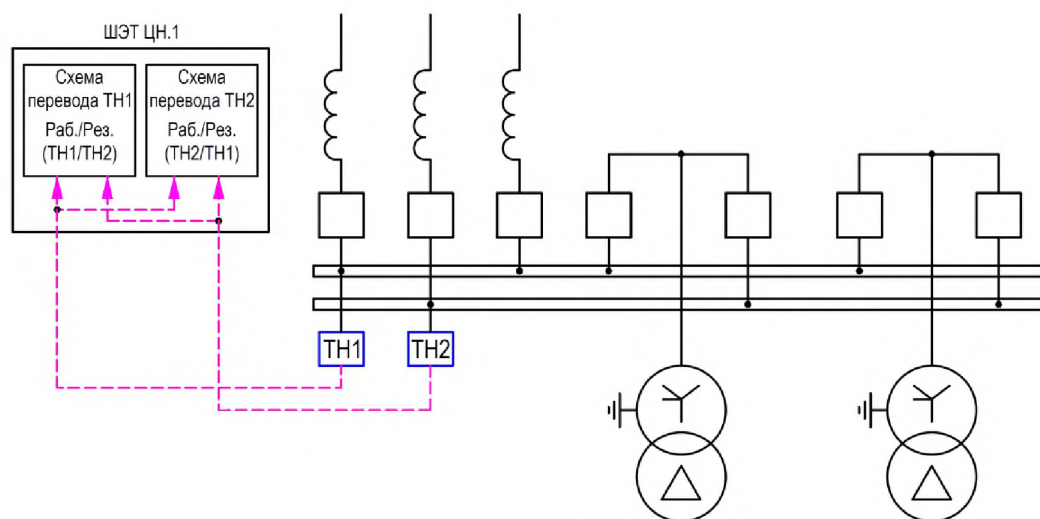 ШЭТ ЦН.1
Схема
перевода ТН1
Раб./Рез.
(ТН1/ТН2)
Схема
перевода ТН2
Раб./Рез.
(ТН2/ТН1)
ТН1
ТН2